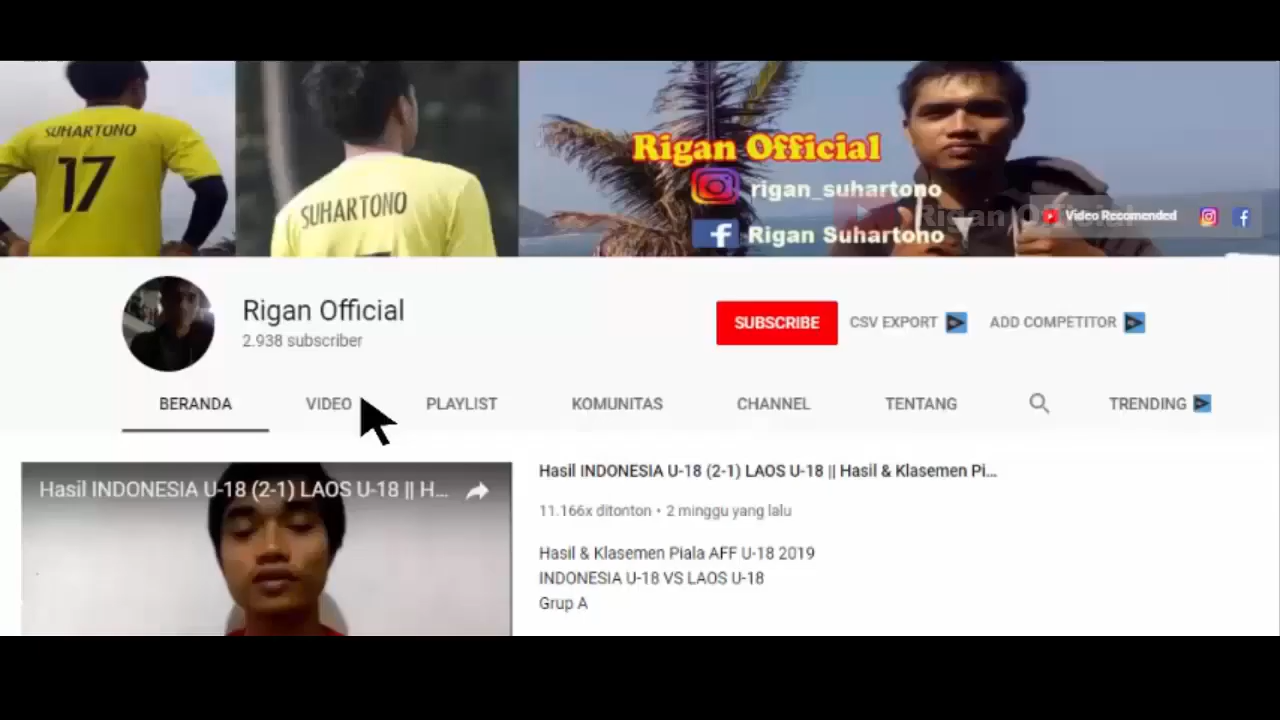 SUHARTONO
17
SUHARTONO
Rigan Official
rigan_suhartono
Rigan Suhartono
Rigan Official
Video Recomended
Rigan Official
2.938 subscriber
SUBSCRIBE
CSV EXPORT
ADD COMPETITOR
BERANDA
VIDEO
PLAYLIST
KOMUNITAS
CHANNEL
TENTANG
TRENDING
Hasil INDONESIA U-18 (2-1) LAOS U-18 || H...
Hasil INDONESIA U-18 (2-1) LAOS U-18 || Hasil & Klasemen Pi...
11.166x ditonton • 2 minggu yang lalu
Hasil & Klasemen Piala AFF U-18 2019
INDONESIA U-18 VS LAOS U-18
Grup A